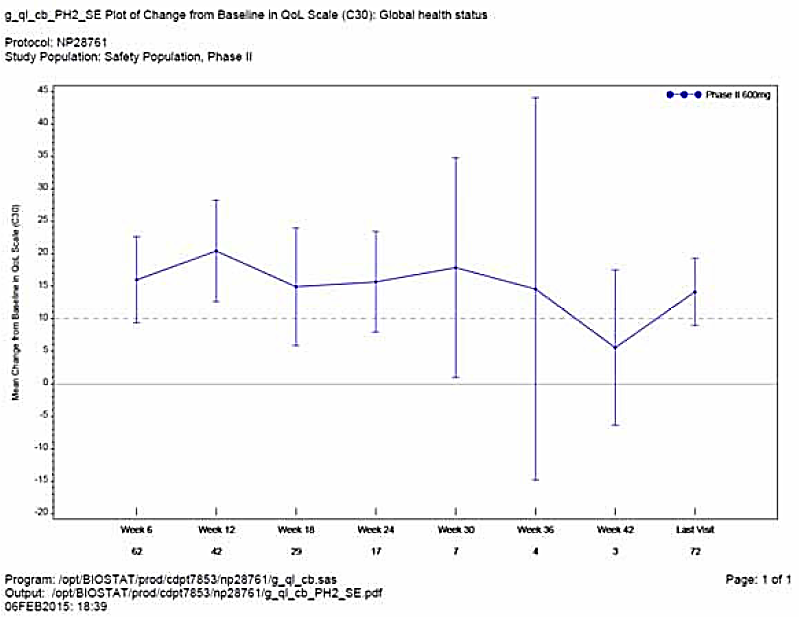 g_ql_cb_PH2_SE Plot of Change from Baseline in QoL Scale (C30): Global health status
Protocol: NP28761
Study Population: Safety Population, Phase II
Phase II 600mg
Mean Change from Baseline in QoL Scale (C30)
45
40
35
30
25
20
15
10
5
0
-5
-10
-15
-20
Week 6 Week 12 Week 18 Week 24 Week 30 Week 36 Week 42 Last Visit
62 42 29 17 7 4 3 72
Program: /opt/BIOSTAT/prod/cdpt7853/np28761/g_ql_cb.sas Page: 1 of 1
Output: /opt/BIOSTAT/prod/cdpt7853/np28761/g_ql_cb_PH2_SE.pdf
06FEB2015: 18:39